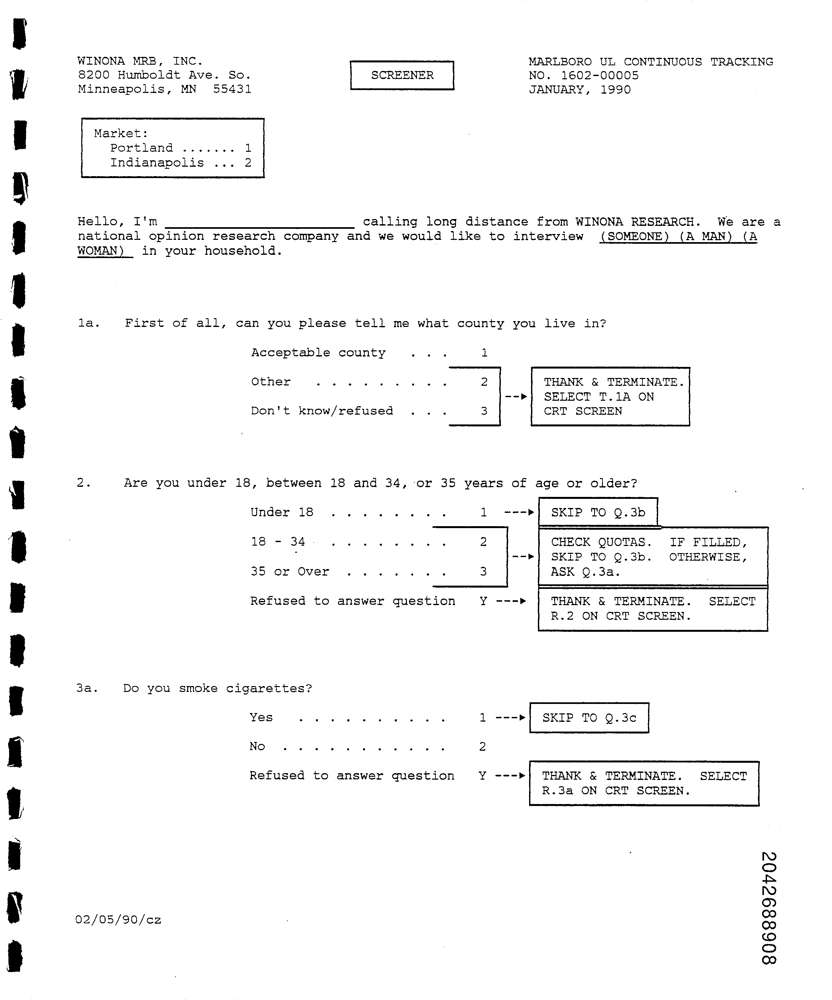 WINONA MRB, INC.
8200 Humboldt Ave. So.
Minneapolis, MN 55431
SCREENER
MARLBORO UL CONTINUOUS TRACKING
NO. 1602-00005
JANUARY, 1990
Market:
Portland ....... 1
Indianapolis ... 2
Hello, I'm ____________________ calling long distance from WINONA RESEARCH. We are a
national opinion research company and we would like to interview (SOMEONE) (A MAN) (A
WOMAN) in your household.
1a. First of all, can you please tell me what county you live in?
Acceptable county . . . 1
Other . . . . . . . . . 2
Don't know/refused . . . 3
THANK & TERMINATE.
SELECT T.1A ON
CRT SCREEN
2. Are you under 18, between 18 and 34, or 35 years of age or older?
Under 18 . . . . . . . . 1 ---► SKIP TO Q.3b
18 - 34 . . . . . . . . 2
35 or Over . . . . . . . 3
CHECK QUOTAS. IF FILLED,
SKIP TO Q.3b. OTHERWISE,
ASK Q.3a.
Refused to answer question Y ---► THANK & TERMINATE. SELECT
R.2 ON CRT SCREEN.
3a. Do you smoke cigarettes?
Yes . . . . . . . . . . 1 ---► SKIP TO Q.3c
No . . . . . . . . . . . 2
Refused to answer question Y ---► THANK & TERMINATE. SELECT
R.3a ON CRT SCREEN.
02/05/90/cz
2042688908